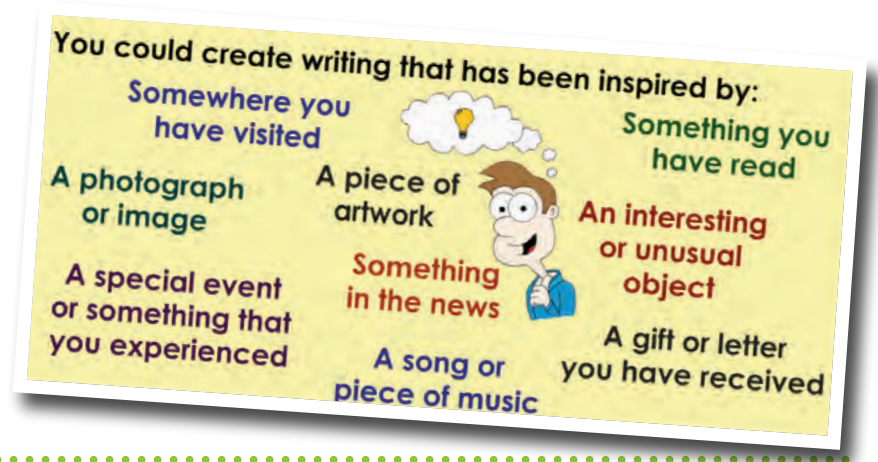 You could create writing that has been inspired by:
Somewhere you
have visited
Something you
have read
A photograph
or image
A piece of
artwork
An interesting
or unusual
object
A special event
or something that
you experienced
Something
in the news
A gift or letter
you have received
A song or
piece of music